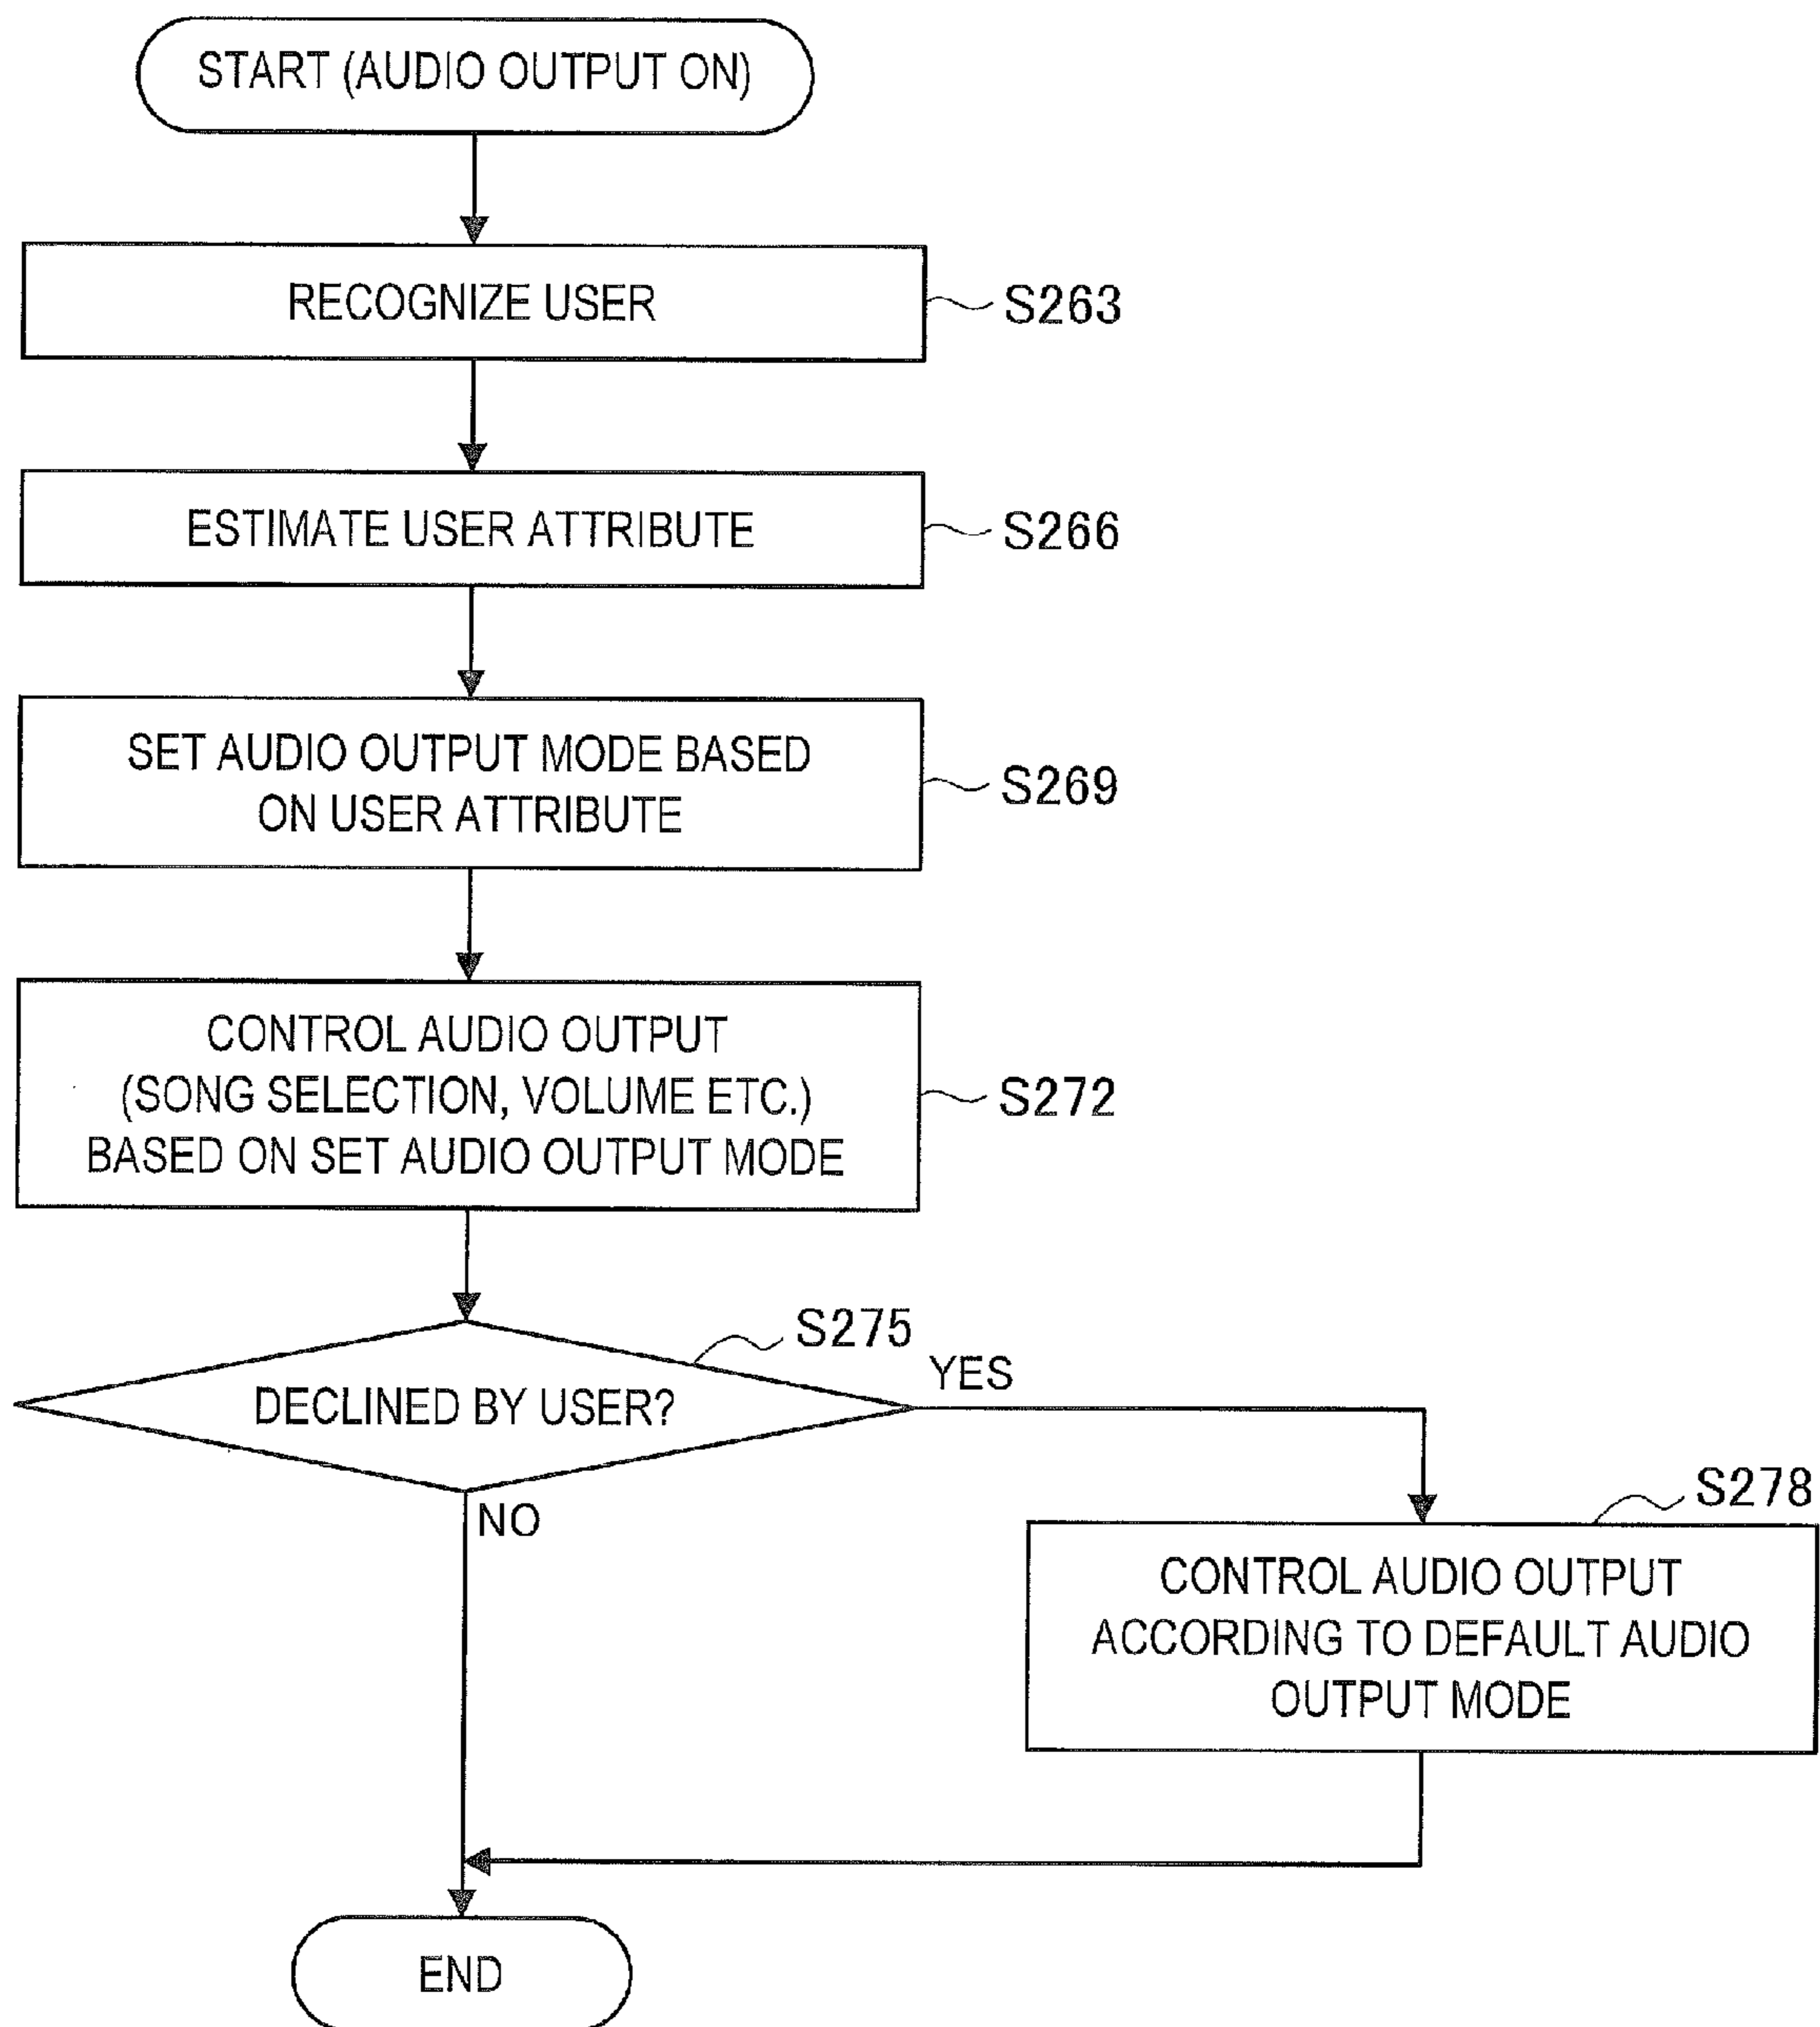 START (AUDIO OUTPUT ON)
RECOGNIZE USER
S263
ESTIMATE USER ATTRIBUTE
S266
SET AUDIO OUTPUT MODE BASED
ON USER ATTRIBUTE
S269
CONTROL AUDIO OUTPUT
(SONG SELECTION, VOLUME ETC.)
BASED ON SET AUDIO OUTPUT MODE
S272
S275
DECLINED BY USER?
YES
NO
S278
CONTROL AUDIO OUTPUT
ACCORDING TO DEFAULT AUDIO
OUTPUT MODE
END